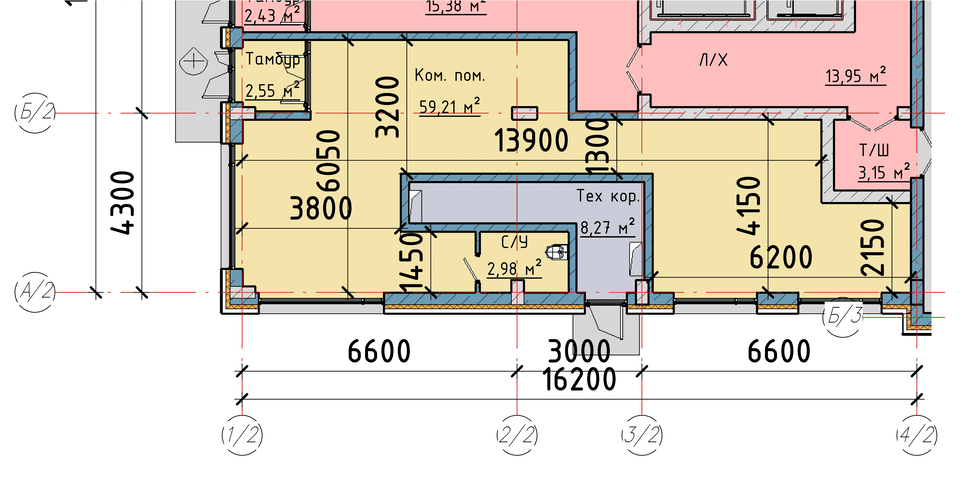 Тамбур
2,43 м²
15,38 м²
Тамбур
2,55 м²
Ком. пом.
59,21 м²
Л/Х
13,95 м²
Т/Ш
3,15 м²
Тех кор.
8,27 м²
С/У
2,98 м²
3200
6050
13900
1300
3800
1450
4150
6200
2150
4300
Б/2
А/2
Б/3
6600
3000
6600
16200
1/2
2/2
3/2
4/2